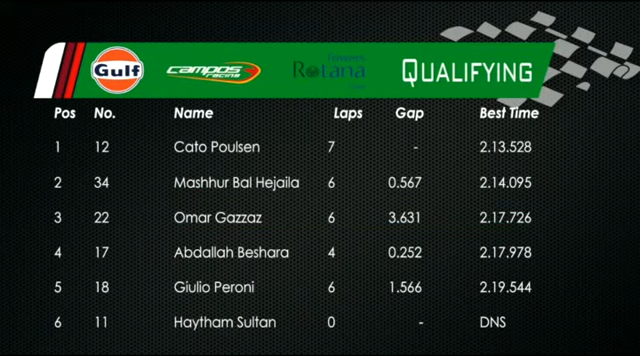 Gulf CAMPOS racing Towers Rotana QUALIFYING
Pos No. Name Laps Gap Best Time
1 12 Cato Poulsen 7 - 2.13.528
2 34 Mashhur Bal Hejaila 6 0.567 2.14.095
3 22 Omar Gazzaz 6 3.631 2.17.726
4 17 Abdallah Beshara 4 0.252 2.17.978
5 18 Giulio Peroni 6 1.566 2.19.544
6 11 Haytham Sultan 0 - DNS